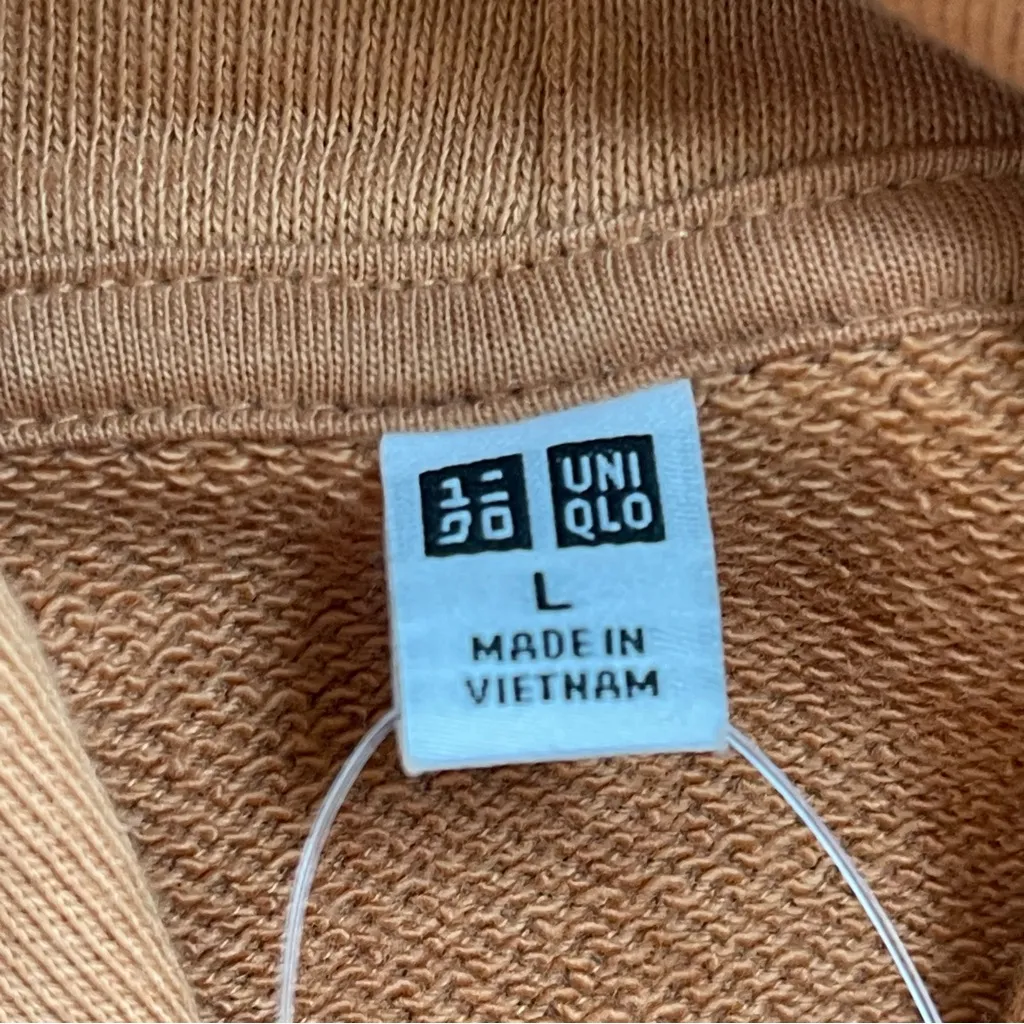 ユニ UNI
クロ QLO
L
MADE IN
VIETNAM